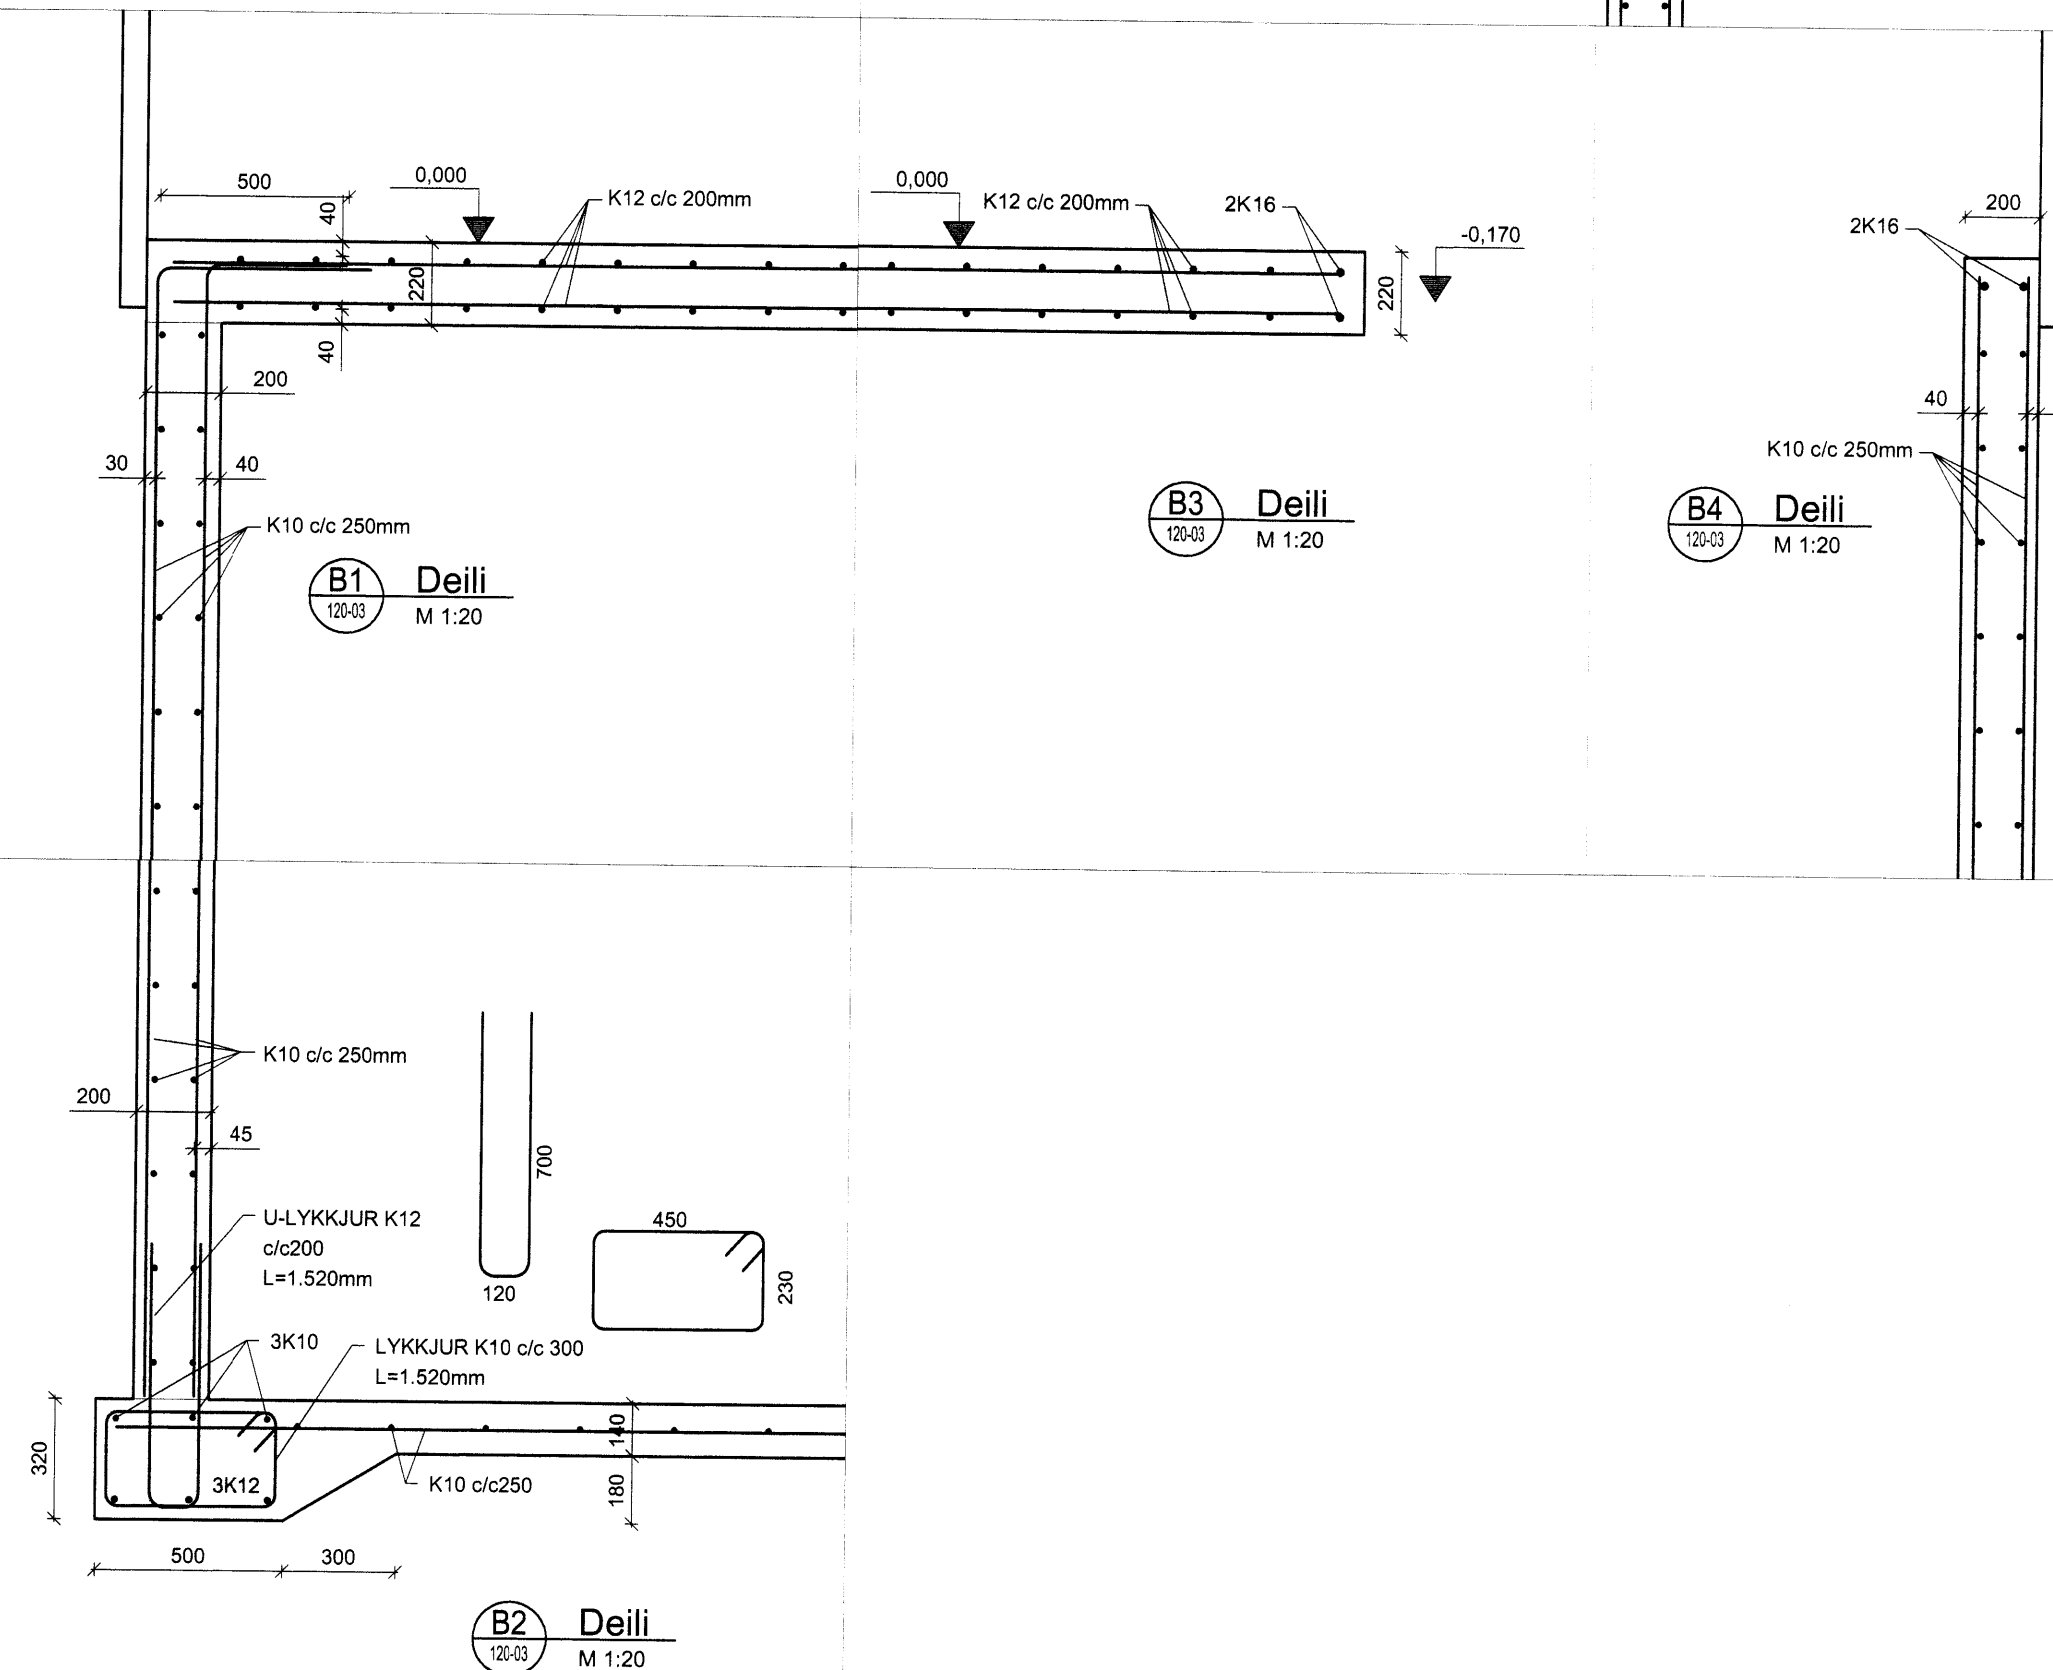 500
40
0,000
K12 c/c 200mm
220
40
200
30
40
K10 c/c 250mm
B1
120-03
Deili
M 1:20
0,000
K12 c/c 200mm
2K16
-0,170
220
B3
120-03
Deili
M 1:20
200
2K16
40
K10 c/c 250mm
B4
120-03
Deili
M 1:20
K10 c/c 250mm
200
45
U-LYKKJUR K12
c/c200
L=1.520mm
700
120
450
230
3K10
LYKKJUR K10 c/c 300
L=1.520mm
320
3K12
K10 c/c250
140
180
500
300
B2
120-03
Deili
M 1:20